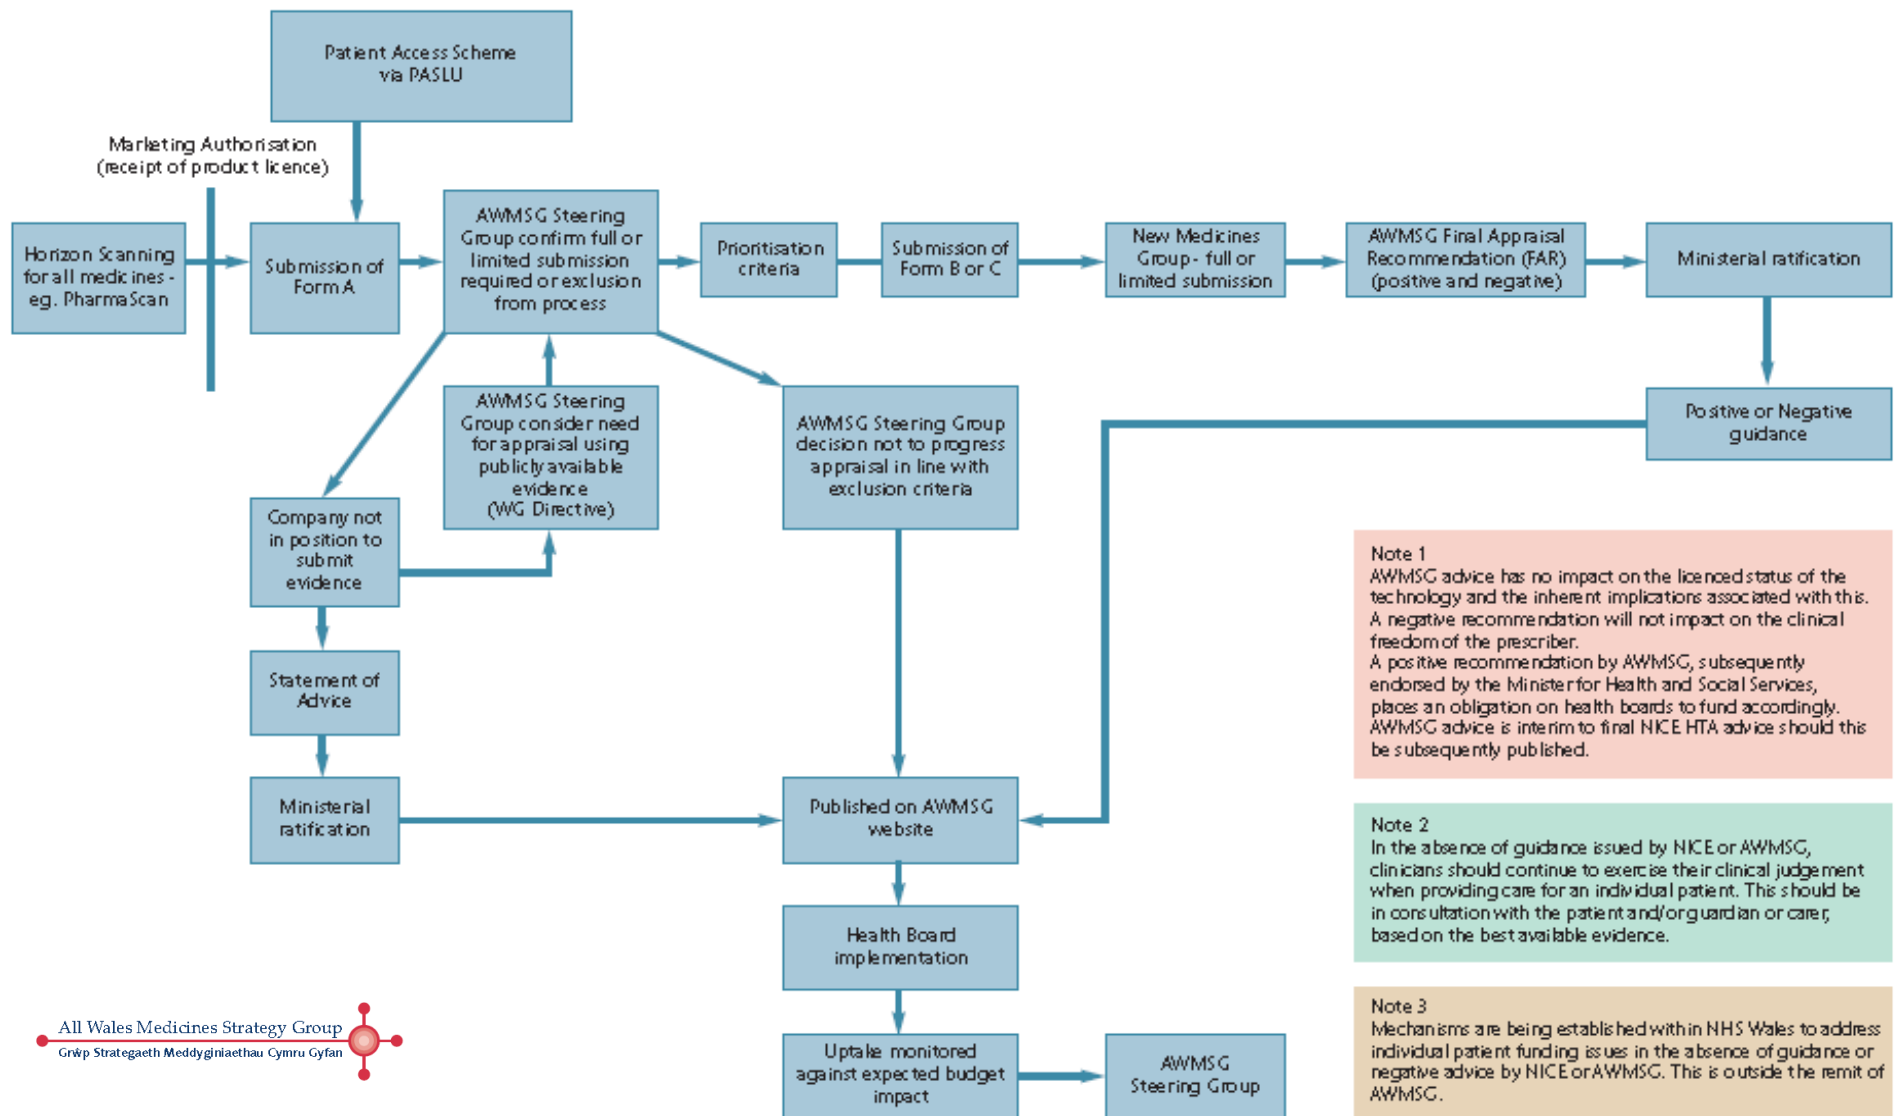 Patient Access Scheme
via PASLU
Marketing Authorisation
(receipt of product licence)
Horizon Scanning
for all medicines -
eg. PharmaScan
Submission of
Form A
AWMSG Steering
Group confirm full or
limited submission
required or exclusion
from process
Prioritisation
criteria
Submission of
Form B or C
New Medicines
Group - full or
limited submission
AWMSG Final Appraisal
Recommendation (FAR)
(positive and negative)
Ministerial ratification
AWMSG Steering
Group consider need
for appraisal using
publicly available
evidence
(WG Directive)
AWMSG Steering Group
decision not to progress
appraisal in line with
exclusion criteria
Positive or Negative
guidance
Company not
in position to
submit
evidence
Statement of
Advice
Ministerial
ratification
Published on AWMSG
website
Health Board
implementation
Uptake monitored
against expected budget
impact
AWMSG
Steering Group
Note 1
AWMSG advice has no impact on the licenced status of the
technology and the inherent implications associated with this.
A negative recommendation will not impact on the clinical
freedom of the prescriber.
A positive recommendation by AWMSG, subsequently
endorsed by the Minister for Health and Social Services,
places an obligation on health boards to fund accordingly.
AWMSG advice is interim to final NICE HTA advice should this
be subsequently published.
Note 2
In the absence of guidance issued by NICE or AWMSG,
clinicians should continue to exercise their clinical judgement
when providing care for an individual patient. This should be
in consultation with the patient and/or guardian or carer,
based on the best available evidence.
Note 3
Mechanisms are being established within NHS Wales to address
individual patient funding issues in the absence of guidance or
negative advice by NICE or AWMSG. This is outside the remit of
AWMSG.
All Wales Medicines Strategy Group
Grŵp Strategaeth Meddyginiaethau Cymru Gyfan